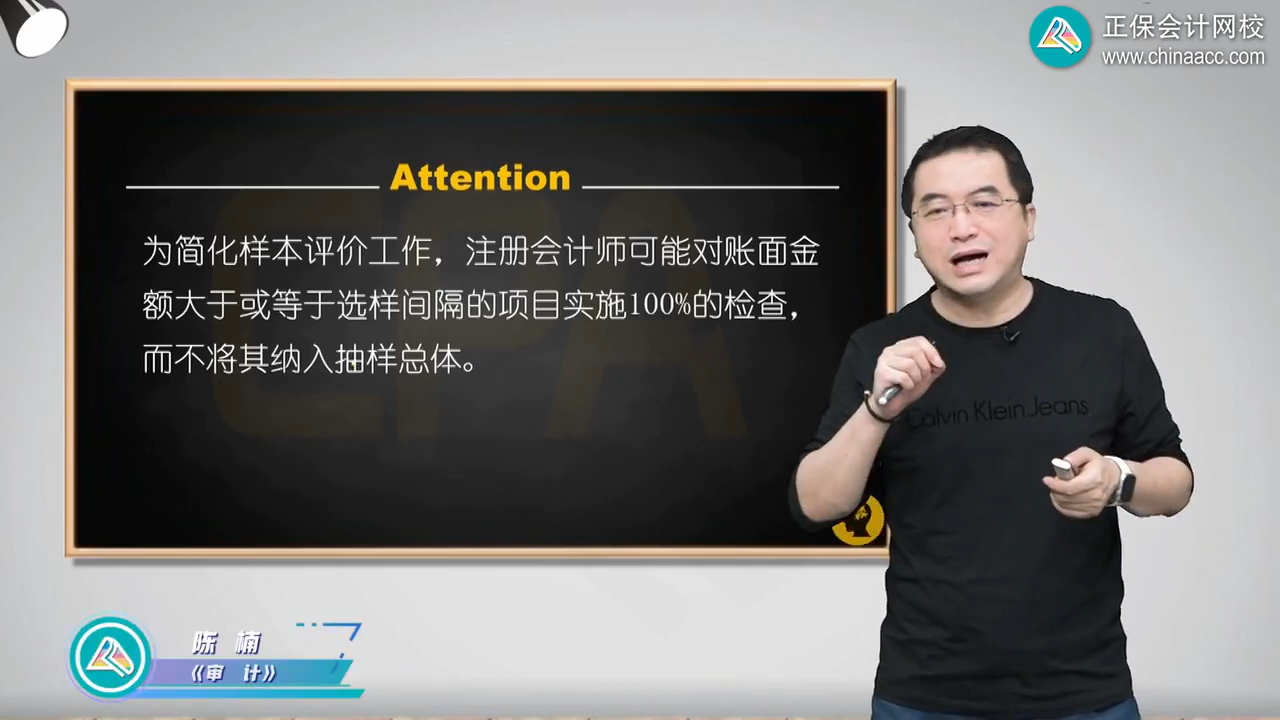 正保会计网校
www.chinaacc.com
Attention
为简化样本评价工作，注册会计师可能对账面金
额大于或等于选样间隔的项目实施100%的检查，
而不将其纳入抽样总体。
Calvin Klein Jeans
陈 楠
《审 计》